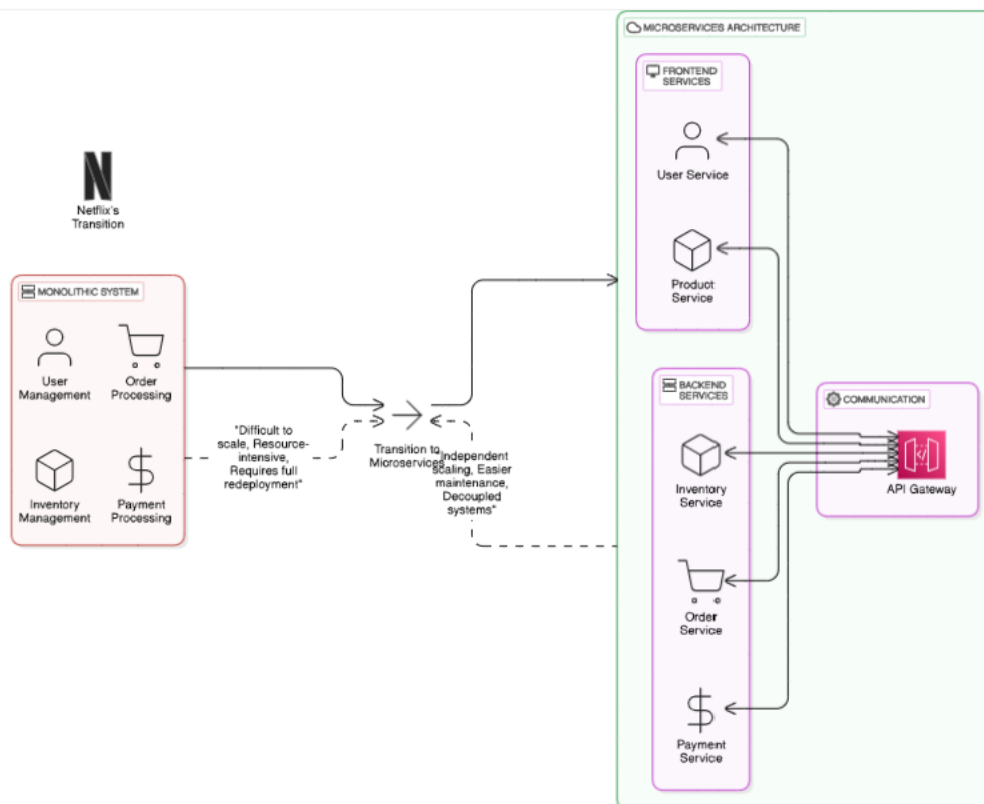 MICROSERVICES ARCHITECTURE
FRONTEND
SERVICES
User Service
Product
Service
N
Netflix's
Transition
MONOLITHIC SYSTEM
User
Management
Order
Processing
Inventory
Management
Payment
Processing
"Difficult to
scale, Resource-
intensive,
Requires full
redeployment"
Transition to
Microservices
"Independent
scaling, Easier
maintenance,
Decoupled
systems"
BACKEND
SERVICES
Inventory
Service
Order
Service
Payment
Service
COMMUNICATION
</>
API Gateway